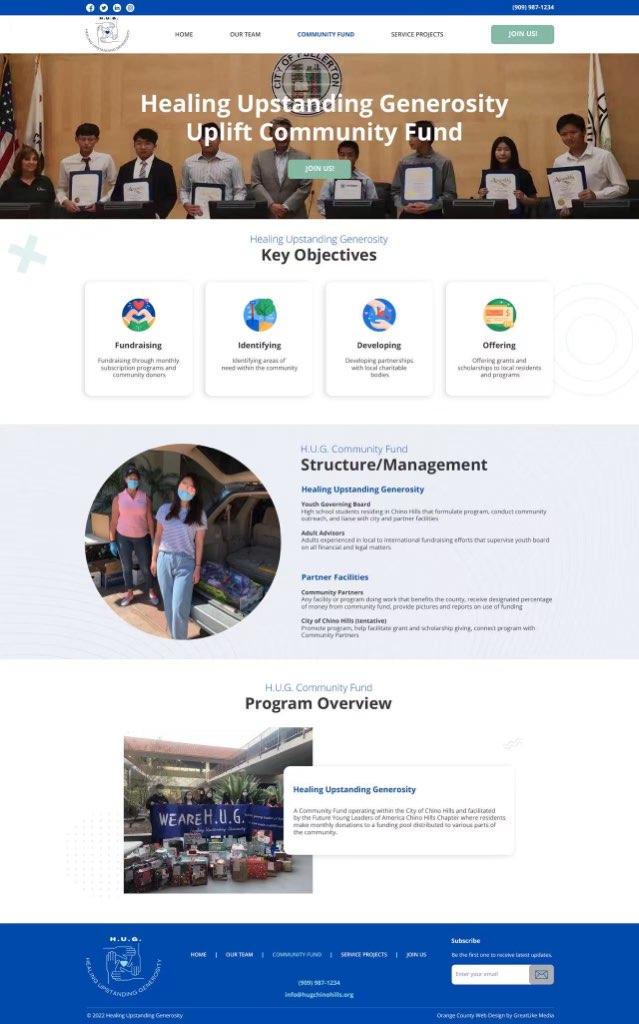 (909) 987-1234
H.U.G.
HEALING UPSTANDING GENEROSITY
HOME
OUR TEAM
COMMUNITY FUND
SERVICE PROJECTS
JOIN US!
CITY OF FULLERTON
Healing Upstanding Generosity
Uplift Community Fund
JOIN US!
Healing Upstanding Generosity
Key Objectives
Fundraising
Fundraising through monthly
subscription programs and
community donors
Identifying
Identifying areas of
need within the community
Developing
Developing partnerships
with local charitable
bodies
Offering
Offering grants and
scholarships to local residents
and programs
H.U.G. Community Fund
Structure/Management
Healing Upstanding Generosity
Youth Governing Board
High school students residing in Chino Hills that formulate program, conduct community
outreach, and liaise with city and partner facilities
Adult Advisors
Adults experienced in local to international fundraising efforts that supervise youth board
on all financial and legal matters
Partner Facilities
Community Partners
Any facility or program doing work that benefits the county, receive designated percentage
of money from community fund, provide pictures and reports on use of funding
City of Chino Hills (tentative)
Promote program, help facilitate grant and scholarship giving, connect program with
Community Partners
H.U.G. Community Fund
Program Overview
WE ARE H.U.G.
Healing Upstanding Generosity
A Community Fund operating within the City of Chino Hills and facilitated
by the Future Young Leaders of America Chino Hills Chapter where residents
make monthly donations to a funding pool distributed to various parts of
the community.
H.U.G.
HEALING UPSTANDING GENEROSITY
HOME | OUR TEAM | COMMUNITY FUND | SERVICE PROJECTS | JOIN US
(909) 987-1234
info@hugchinohills.org
Subscribe
Be the first one to receive latest updates.
Enter your email
© 2022 Healing Upstanding Generosity
Orange County Web Design by GreatLike Media